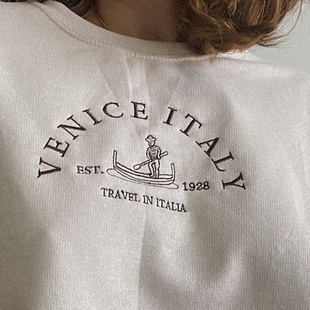 VENICE ITALY
EST. 1928
TRAVEL IN ITALIA